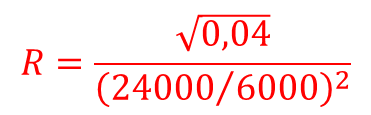 R = √0,04 / (24000/6000)²